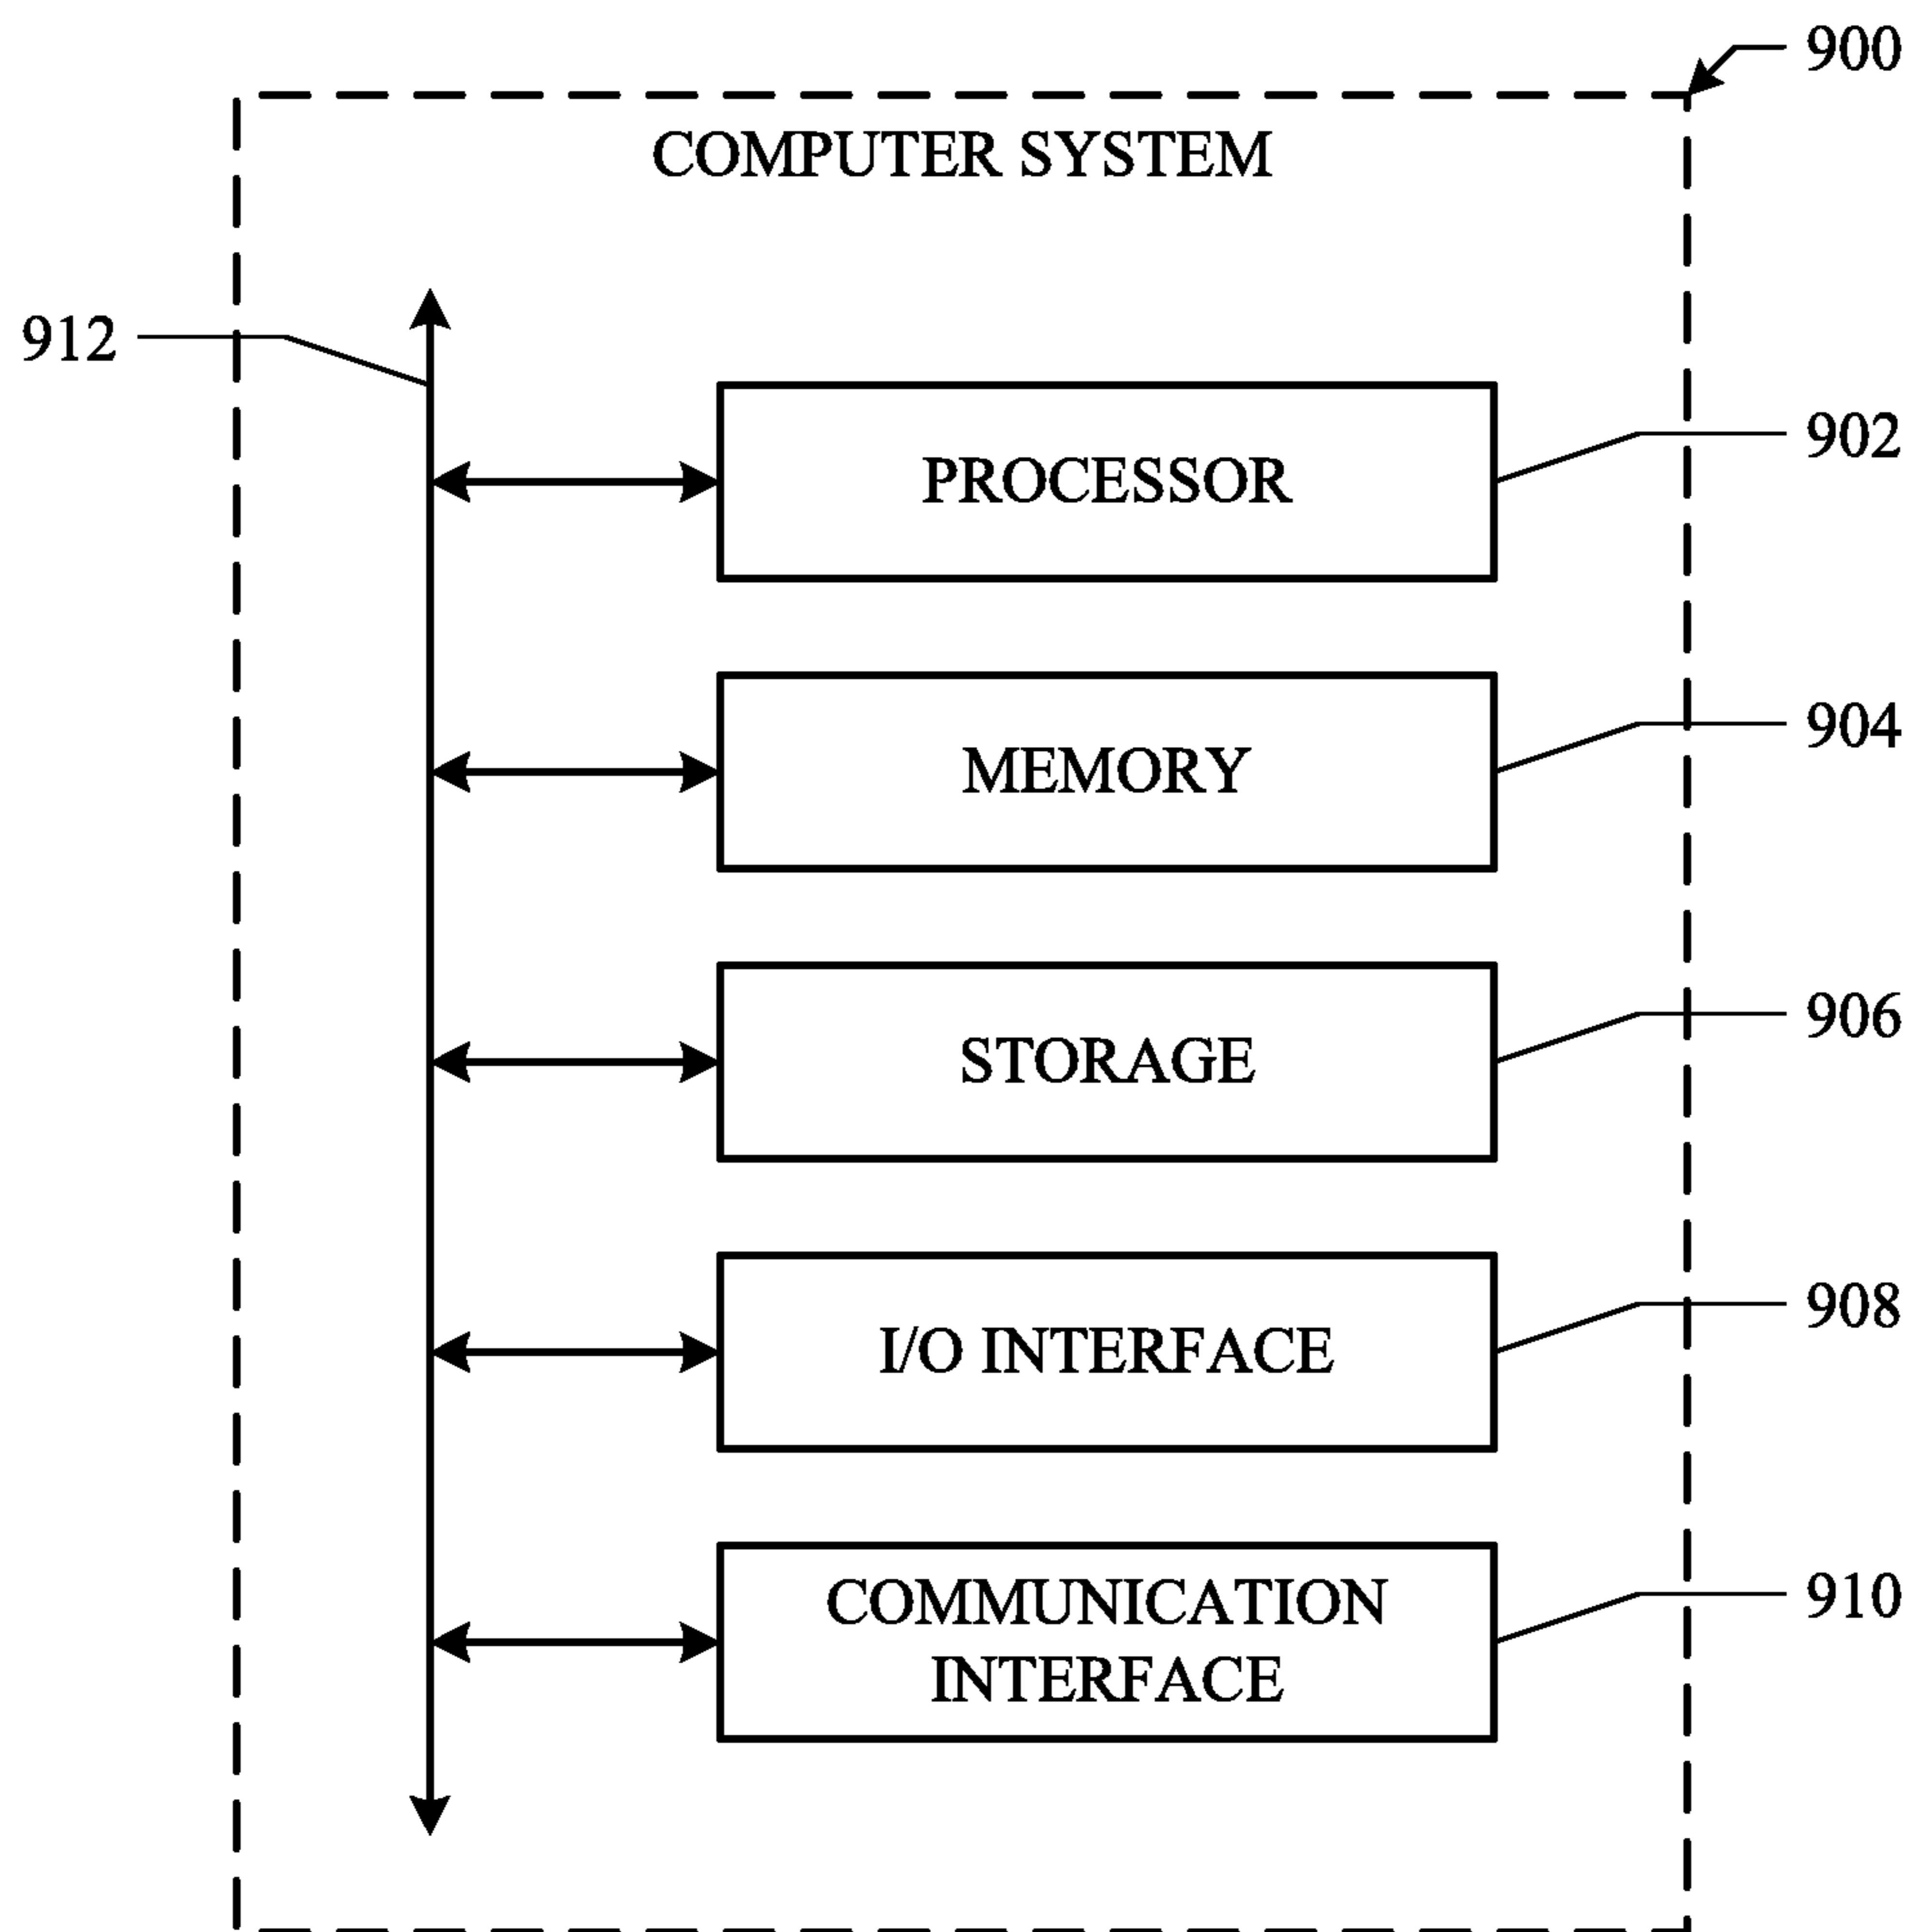 900
COMPUTER SYSTEM
912
902
PROCESSOR
904
MEMORY
906
STORAGE
908
I/O INTERFACE
910
COMMUNICATION
INTERFACE